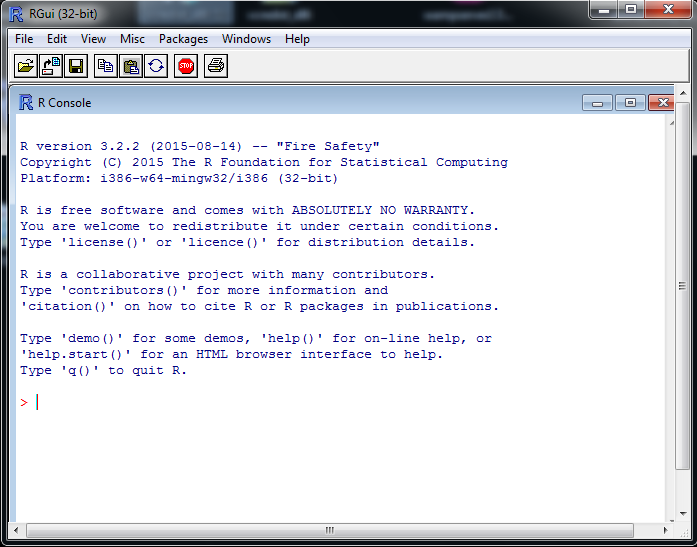 RGui (32-bit)
File Edit View Misc Packages Windows Help
STOP
R Console
R version 3.2.2 (2015-08-14) -- "Fire Safety"
Copyright (C) 2015 The R Foundation for Statistical Computing
Platform: i386-w64-mingw32/i386 (32-bit)
R is free software and comes with ABSOLUTELY NO WARRANTY.
You are welcome to redistribute it under certain conditions.
Type 'license()' or 'licence()' for distribution details.
R is a collaborative project with many contributors.
Type 'contributors()' for more information and
'citation()' on how to cite R or R packages in publications.
Type 'demo()' for some demos, 'help()' for on-line help, or
'help.start()' for an HTML browser interface to help.
Type 'q()' to quit R.
>